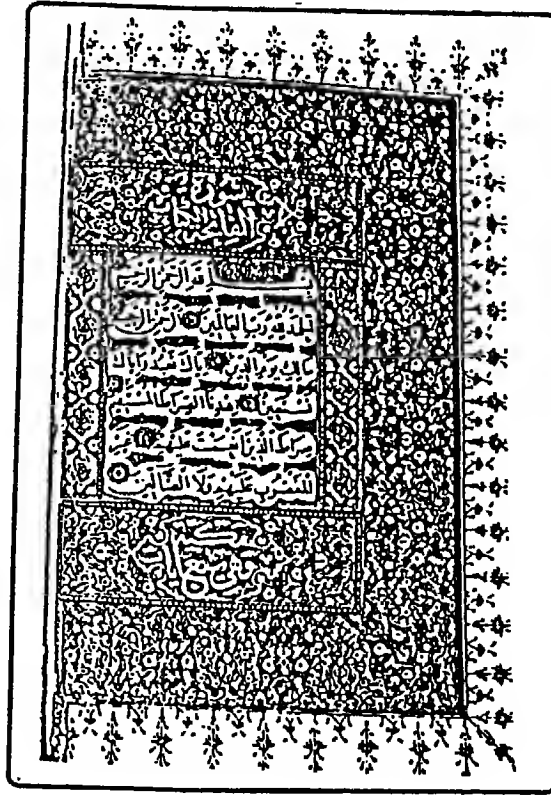 سورة
بسم الله الرحمن الرحيم
الحمد لله رب العالمين الرحمن الرحيم
مالك يوم الدين اياك نعبد واياك
نستعين اهدنا الصراط المستقيم
صراط الذين انعمت عليهم غير
المغضوب عليهم ولا الضالين